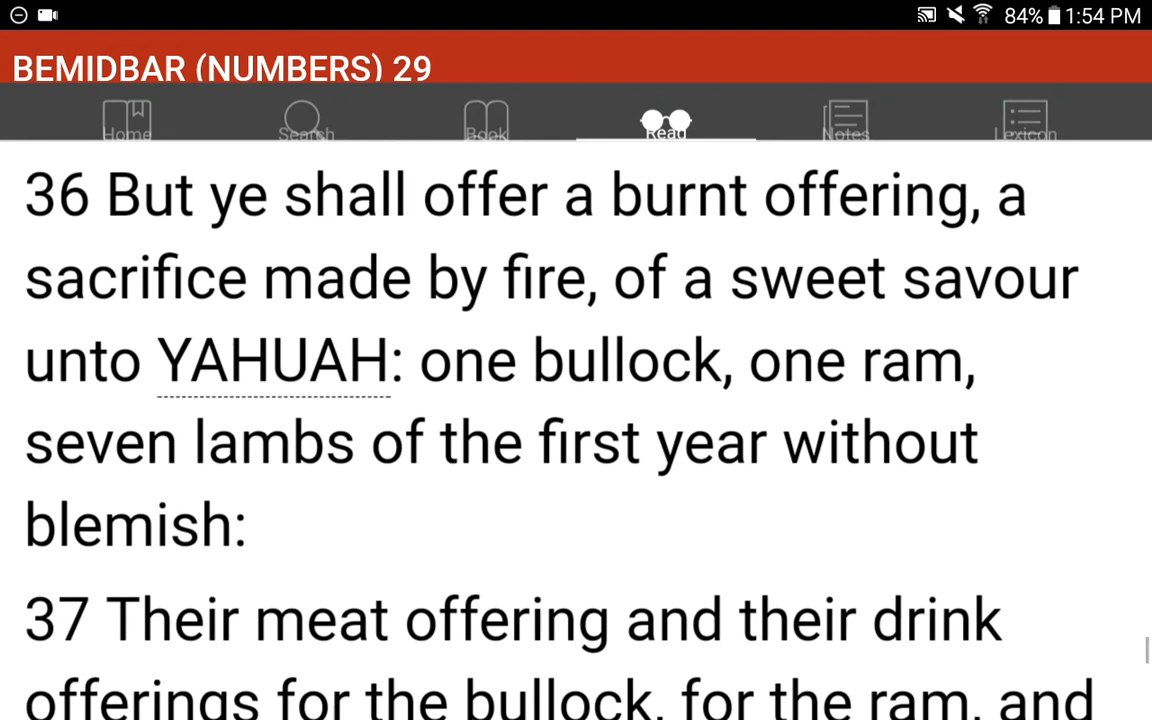 84% 1:54 PM
BEMIDBAR (NUMBERS) 29
Home Search Book Read Notes Lexicon
36 But ye shall offer a burnt offering, a
sacrifice made by fire, of a sweet savour
unto YAHUAH: one bullock, one ram,
seven lambs of the first year without
blemish:
37 Their meat offering and their drink
offerings for the bullock, for the ram, and